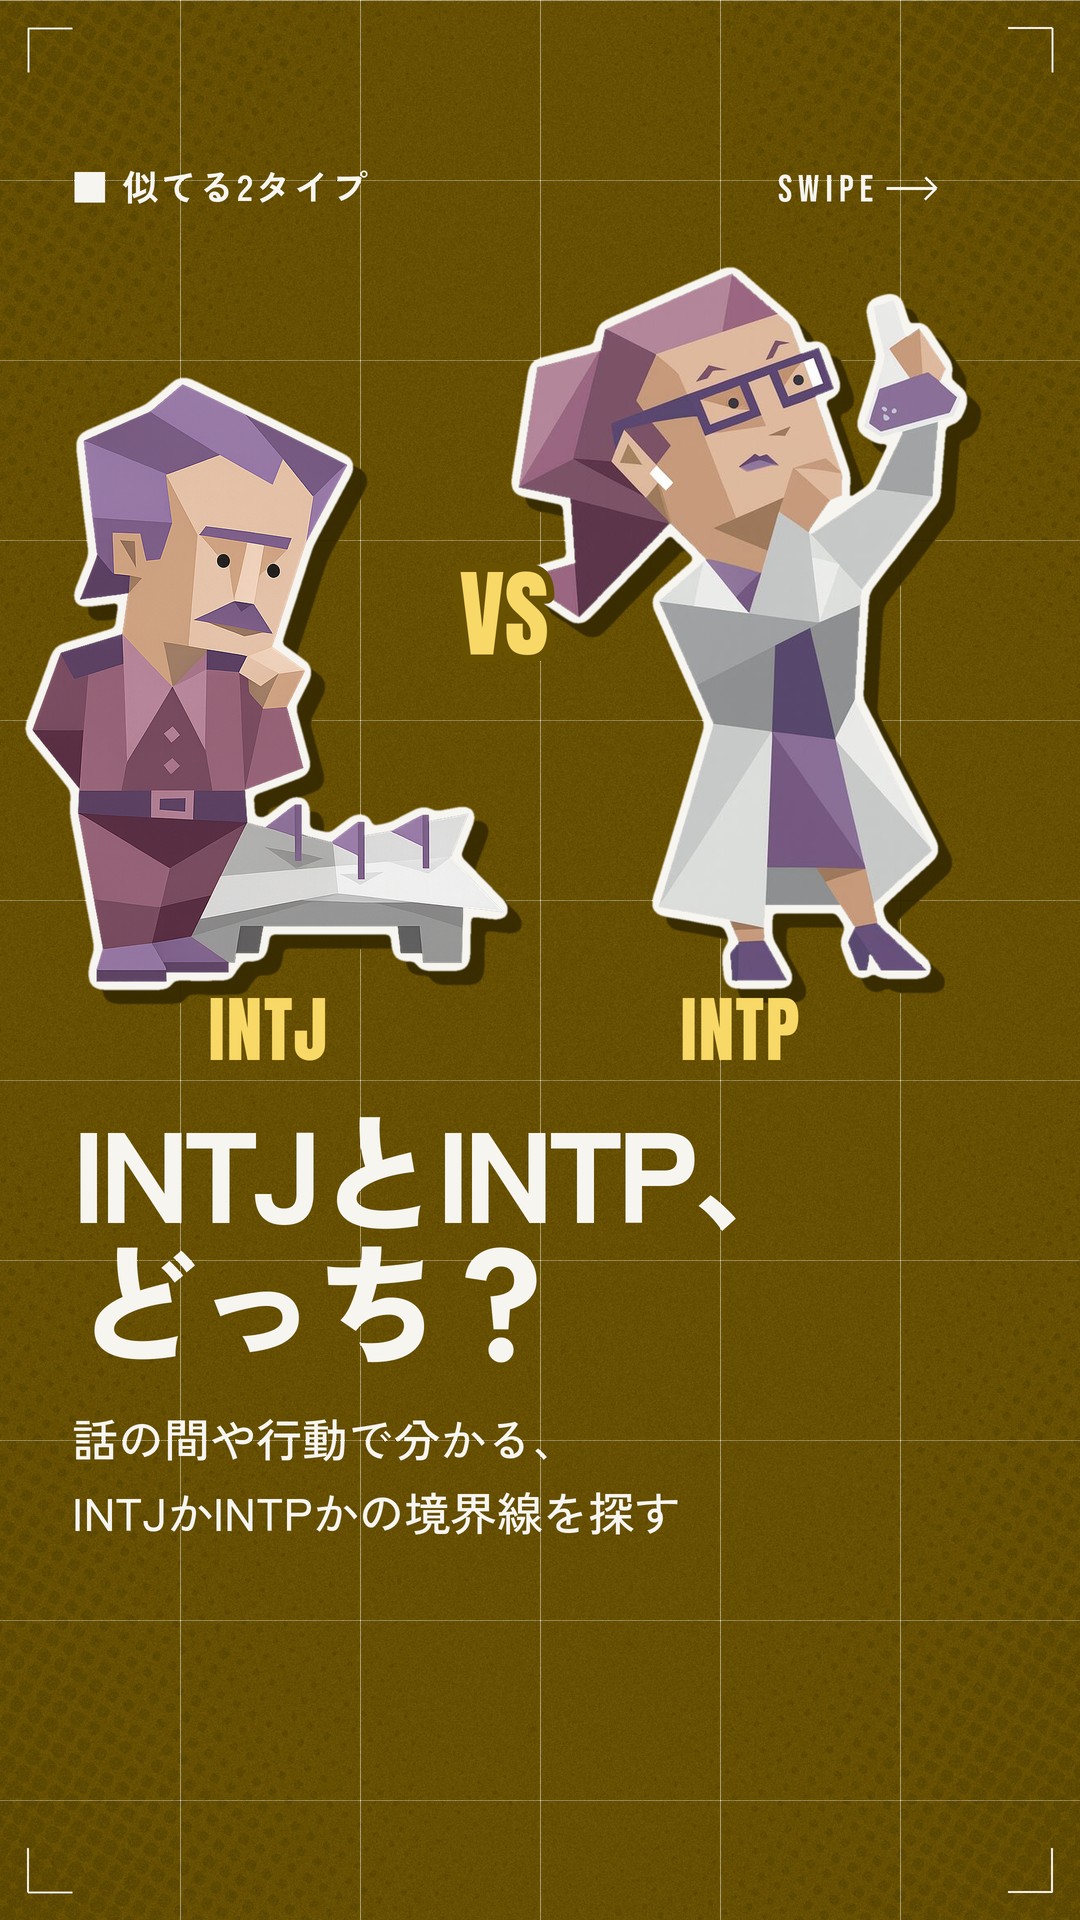 似てる2タイプ
SWIPE →
VS
INTJ
INTP
INTJとINTP、
どっち？
話の間や行動で分かる、
INTJかINTPかの境界線を探す